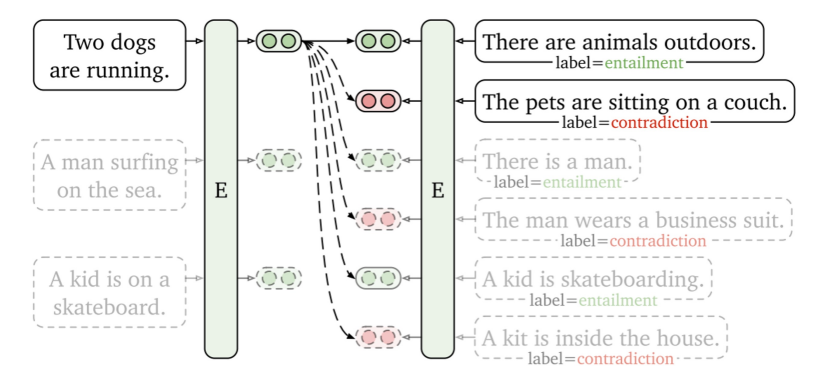 Two dogs
are running.
E
E
There are animals outdoors.
label=entailment
The pets are sitting on a couch.
label=contradiction
A man surfing
on the sea.
There is a man.
label=entailment
The man wears a business suit.
label=contradiction
A kid is on a
skateboard.
A kid is skateboarding.
label=entailment
A kit is inside the house.
label=contradiction